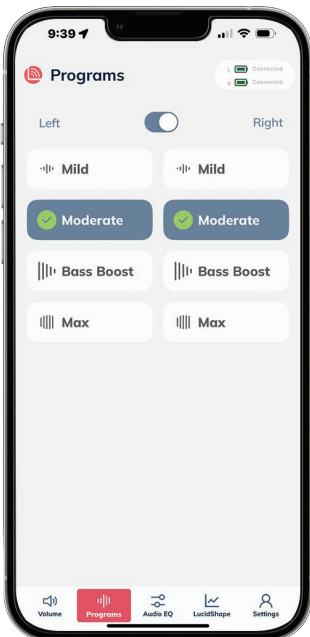 9:39
Programs
L Connected
R Connected
Left Right
Mild Mild
Moderate Moderate
Bass Boost Bass Boost
Max Max
Volume Programs Audio EQ LucidShape Settings